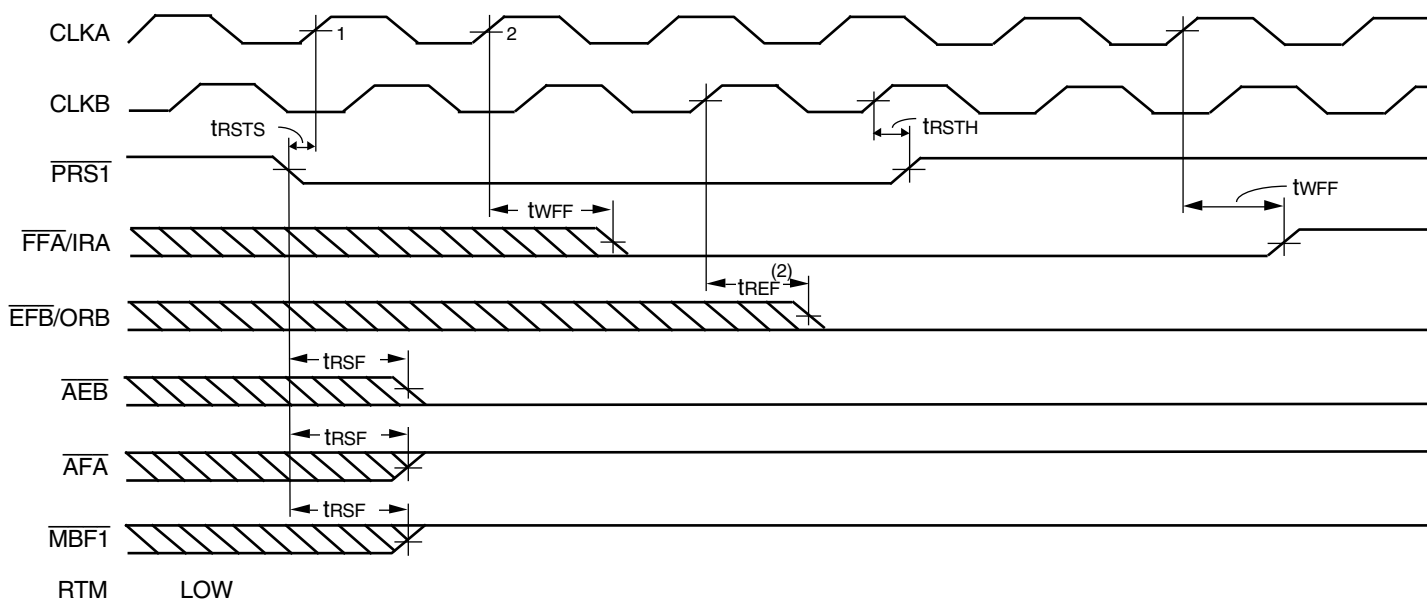 CLKA
1
2
CLKB
tRSTS
tRSTH
PRS1
tWFF
tWFF
FFA/IRA
tREF(2)
EFB/ORB
tRSF
AEB
tRSF
AFA
tRSF
MBF1
RTM LOW